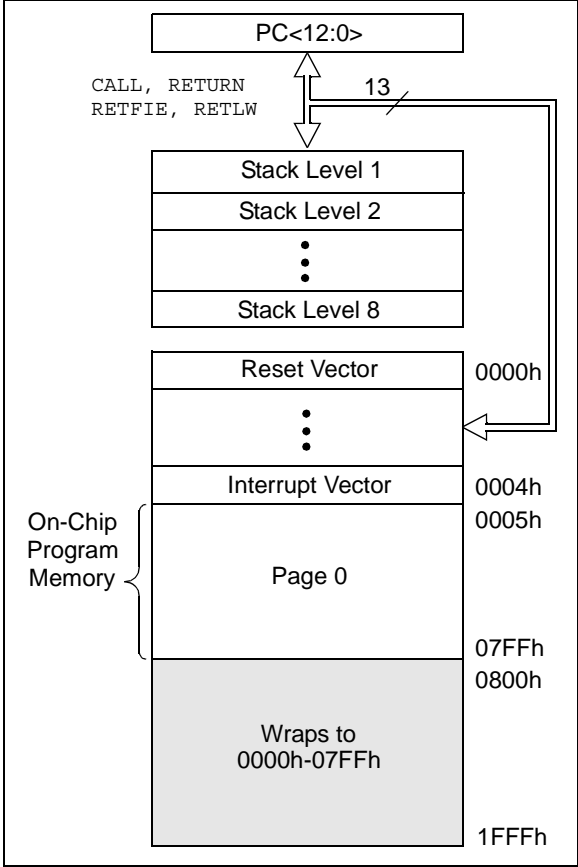 PC<12:0>
CALL, RETURN
RETFIE, RETLW
13
Stack Level 1
Stack Level 2
Stack Level 8
Reset Vector
0000h
Interrupt Vector
0004h
0005h
On-Chip
Program
Memory
Page 0
07FFh
0800h
Wraps to
0000h-07FFh
1FFFh